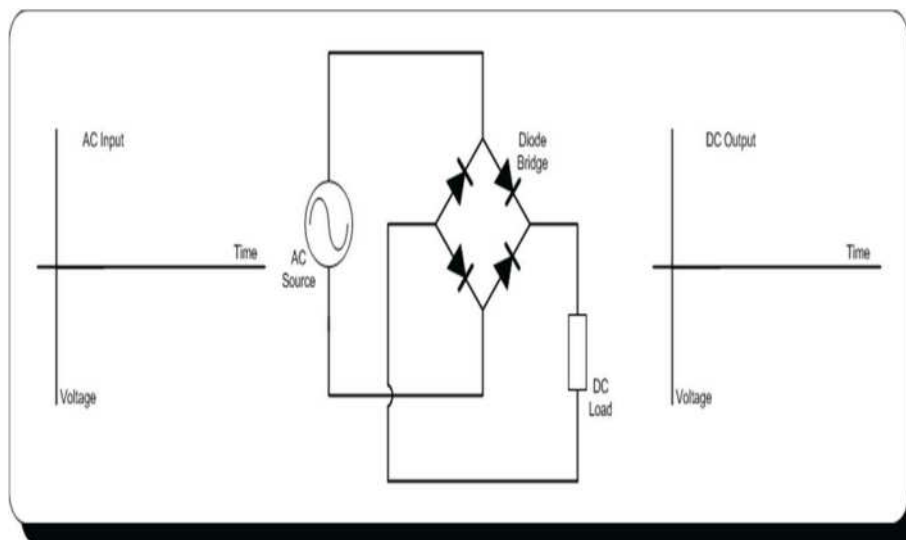 AC Input
Time
Voltage
AC
Source
Diode
Bridge
DC
Load
DC Output
Time
Voltage